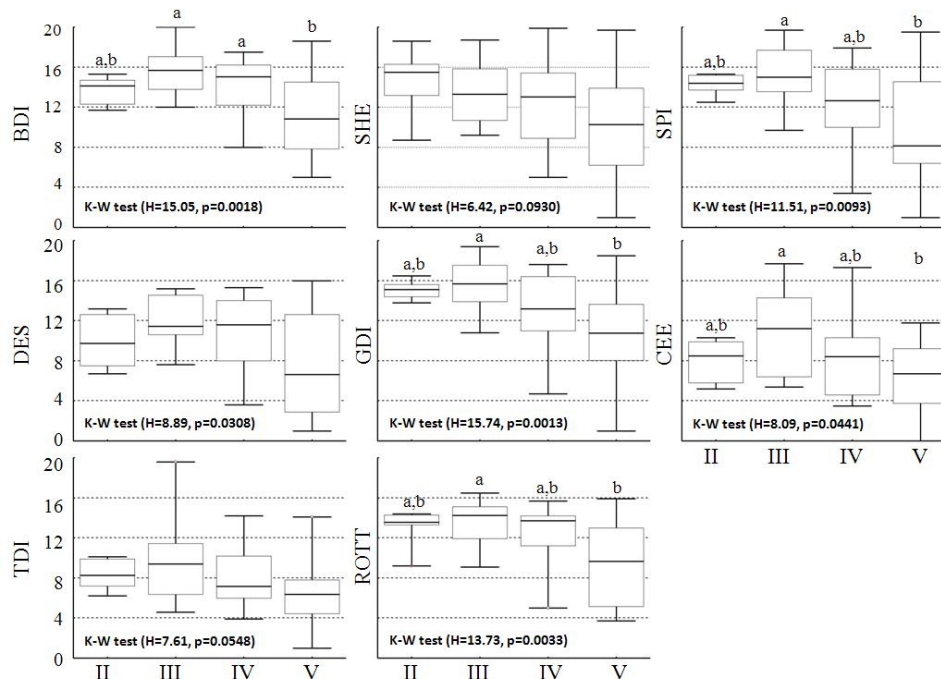 20 a a b a b
16 a,b a,b a,b
12
8
4
0
BDI SHE SPI
K-W test (H=15.05, p=0.0018) K-W test (H=6.42, p=0.0930) K-W test (H=11.51, p=0.0093)
20 a a
16 a,b a,b b a,b b
12 a,b
8
4
0
DES GDI CEE
K-W test (H=8.89, p=0.0308) K-W test (H=15.74, p=0.0013) K-W test (H=8.09, p=0.0441)
II III IV V
20 a
16 a,b a,b b
12
8
4
0
TDI ROTT
K-W test (H=7.61, p=0.0548) K-W test (H=13.73, p=0.0033)
II III IV V II III IV V